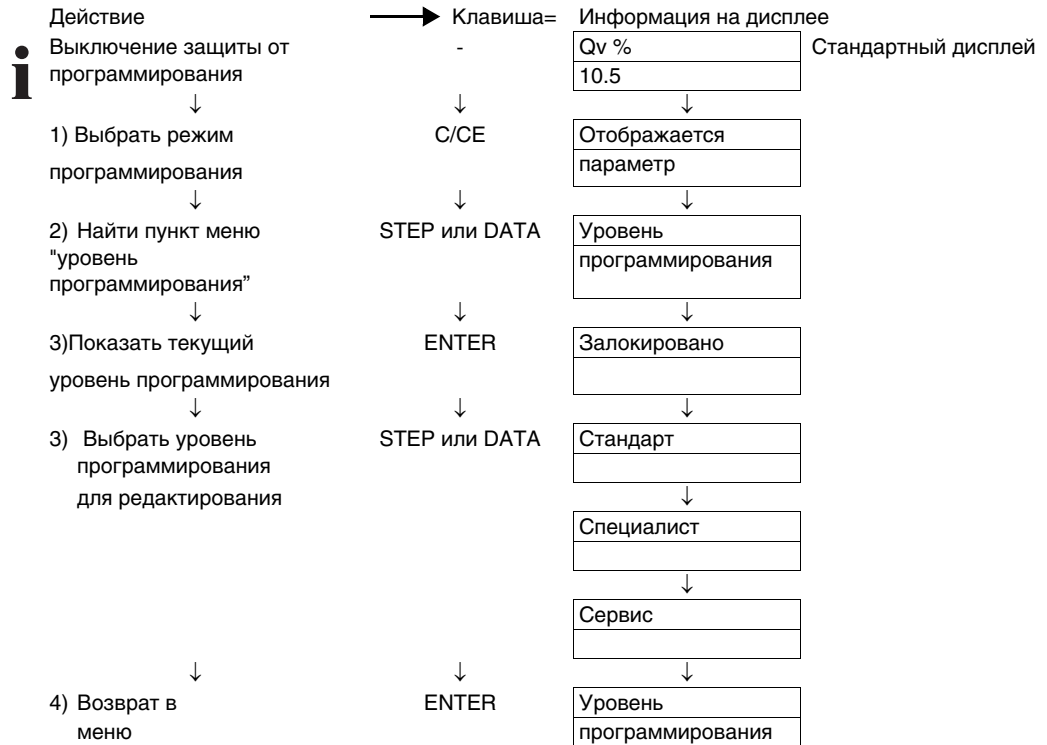 Действие Клавиша= Информация на дисплее
i
Выключение защиты от - Qv % Стандартный дисплей
программирования 10.5
↓ ↓ ↓
1) Выбрать режим C/CE Отображается
программирования параметр
↓ ↓ ↓
2) Найти пункт меню STEP или DATA Уровень
"уровень программирования
программирования”
↓ ↓ ↓
3)Показать текущий ENTER Залокировано
уровень программирования
↓ ↓ ↓
3) Выбрать уровень STEP или DATA Стандарт
программирования
для редактирования
↓
Специалист
↓
Сервис
↓ ↓ ↓
4) Возврат в ENTER Уровень
меню программирования